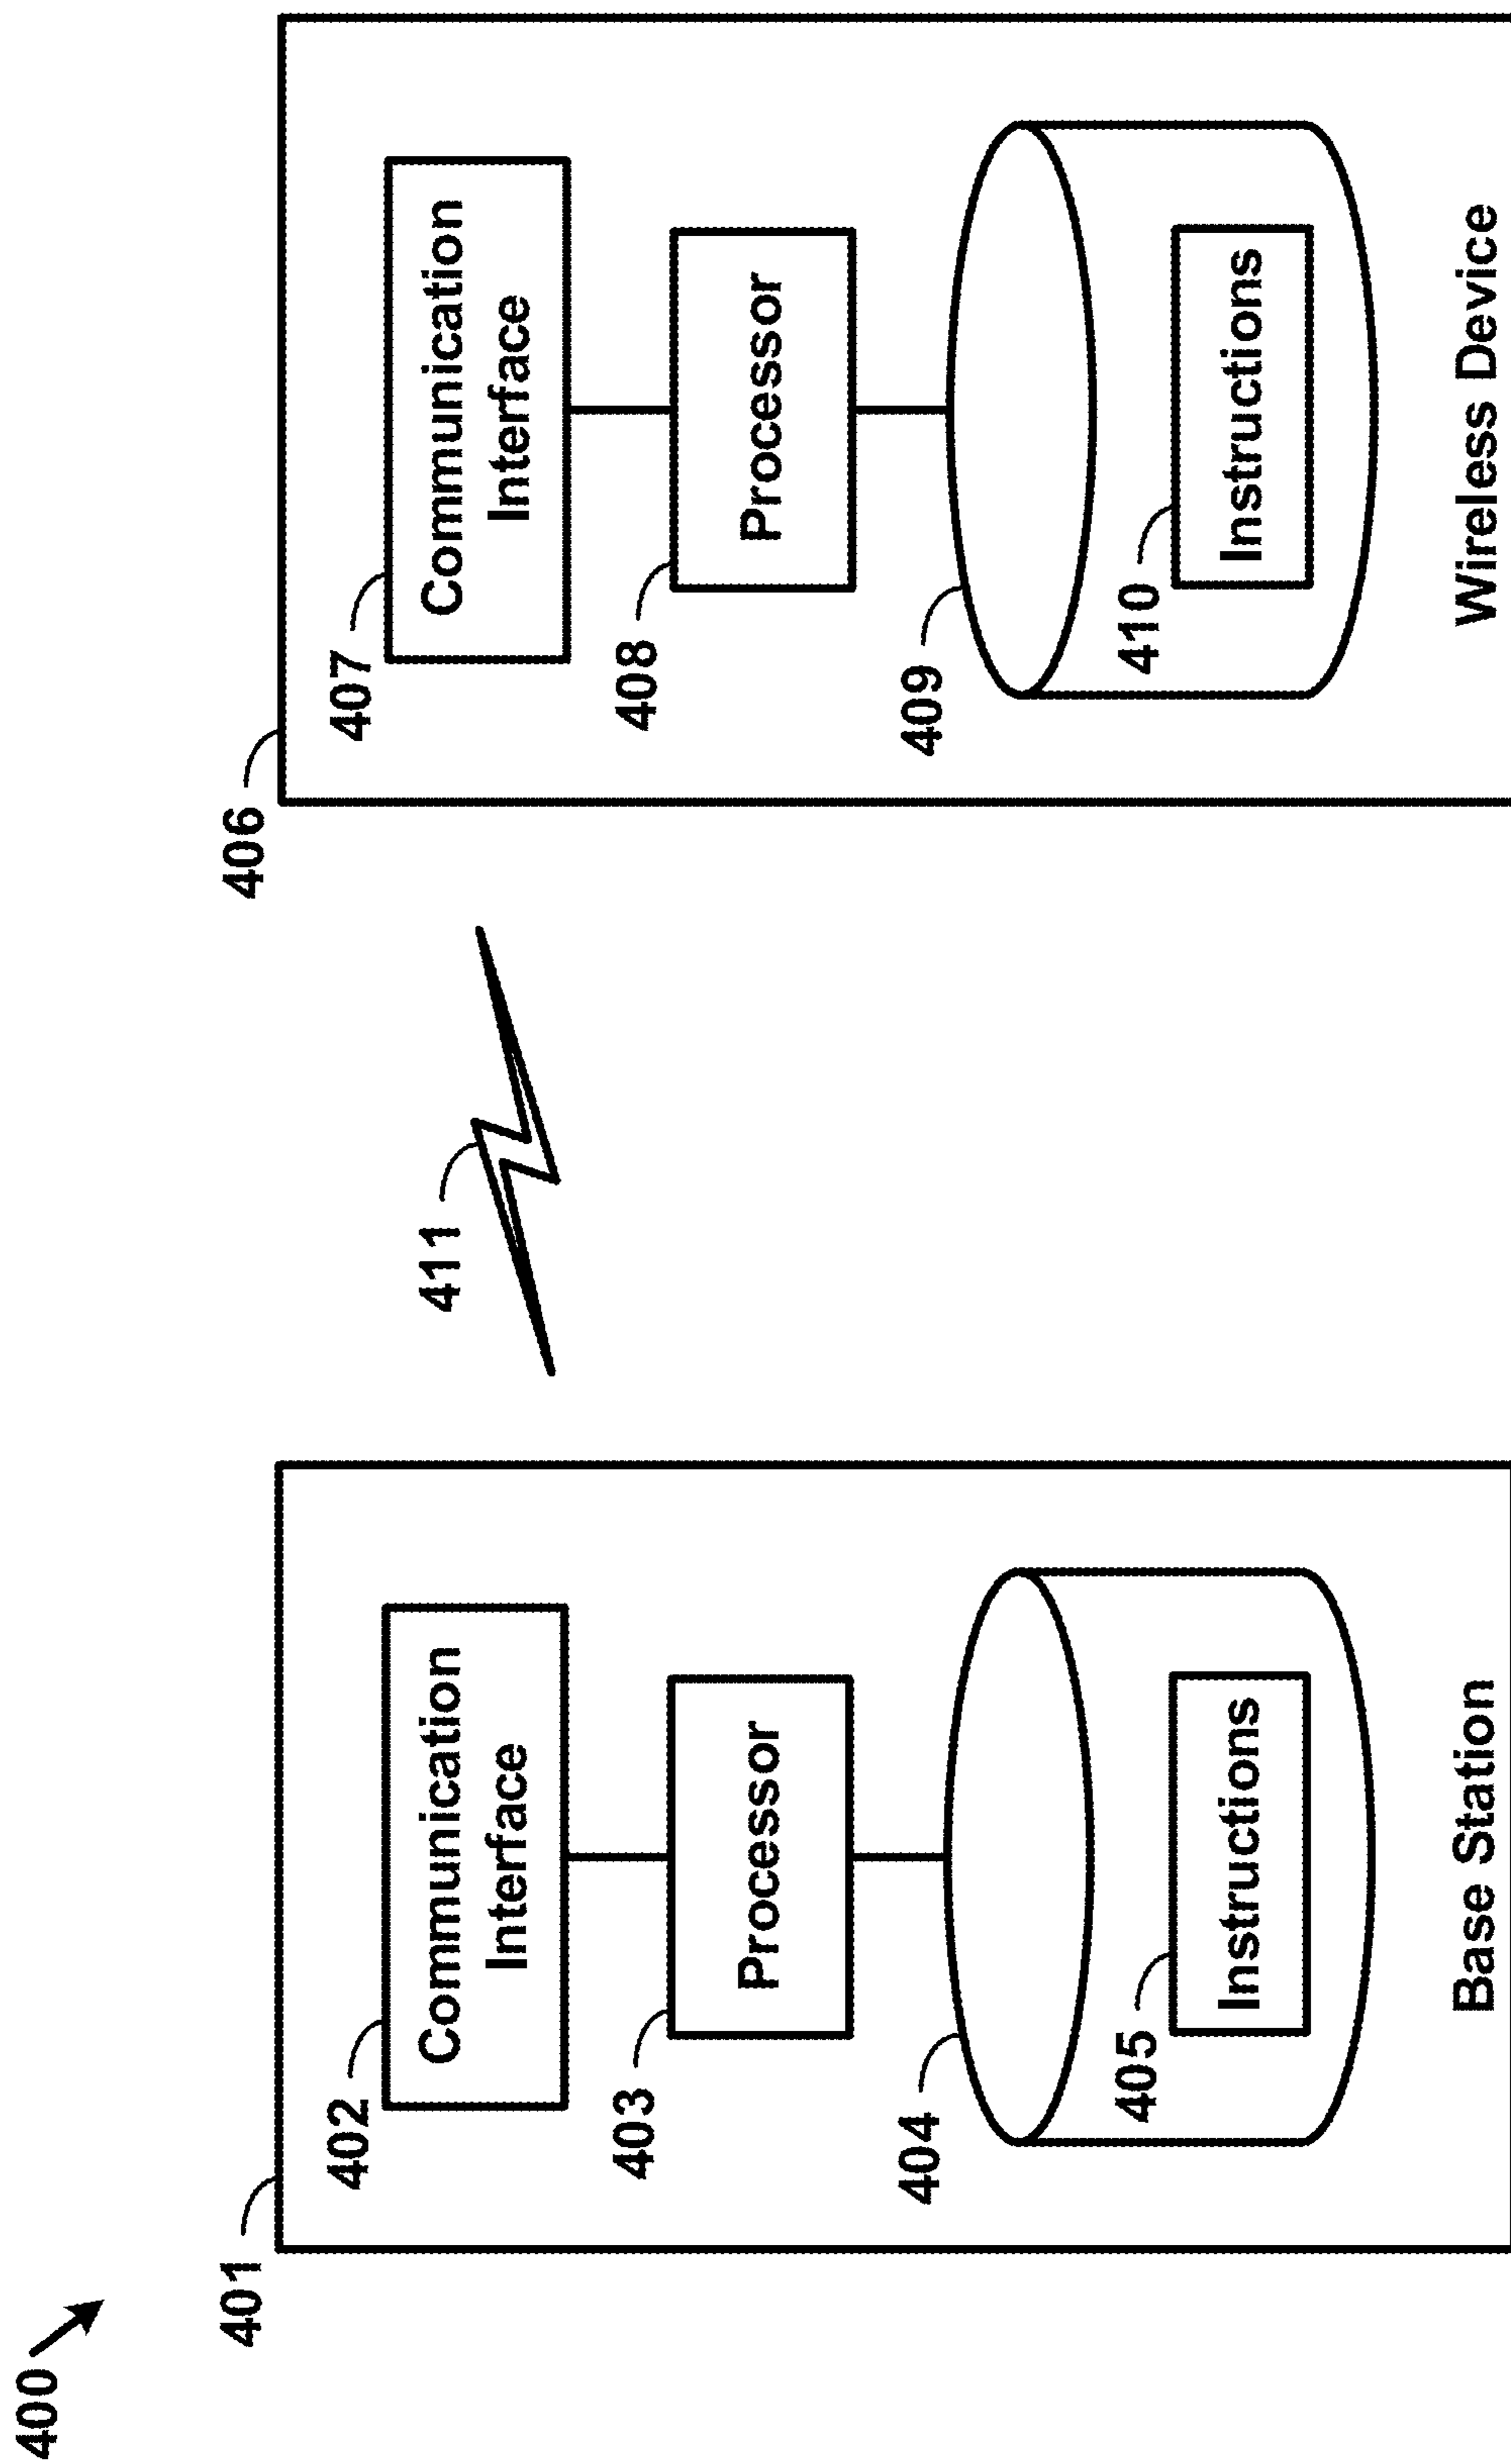 400
401
402
Communication
Interface
403
Processor
404
405
Instructions
Base Station
411
406
407
Communication
Interface
408
Processor
409
410
Instructions
Wireless Device